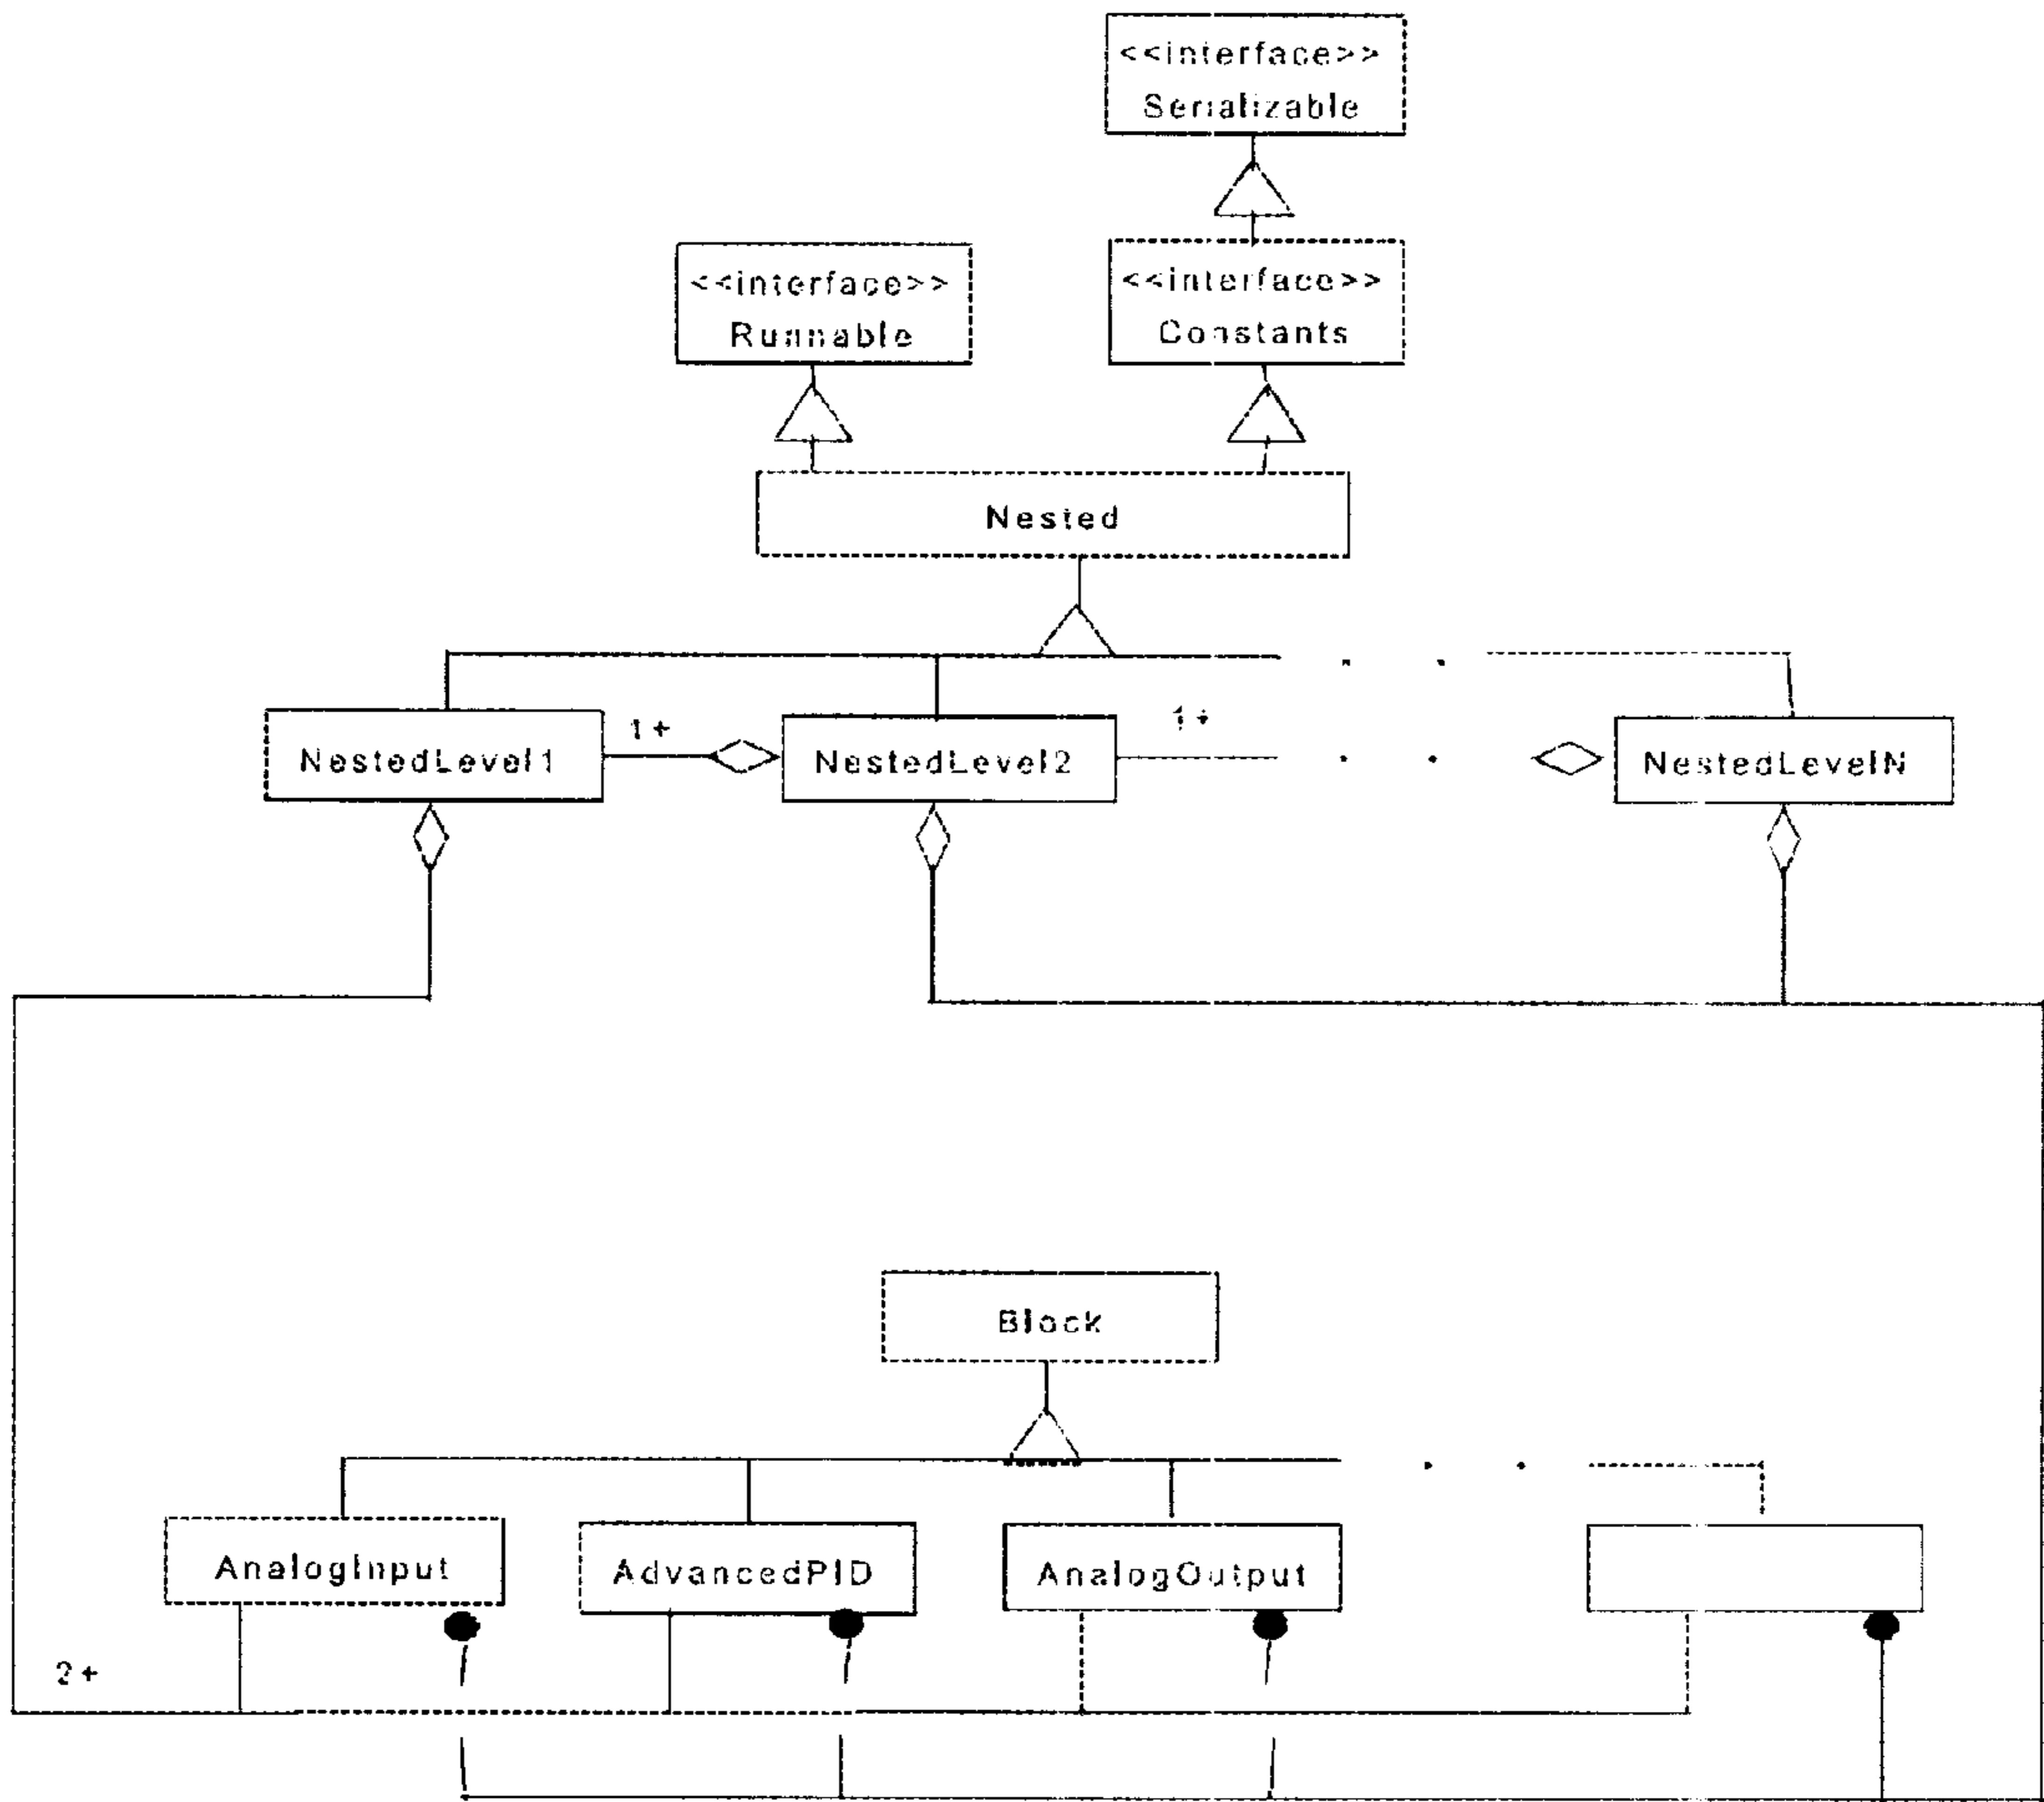 <<interface>>
Serializable
<<interface>>
Runnable
<<interface>>
Constants
Nested
NestedLevel1
1+
NestedLevel2
1+
NestedLevelN
Block
AnalogInput
AdvancedPID
AnalogOutput
2+